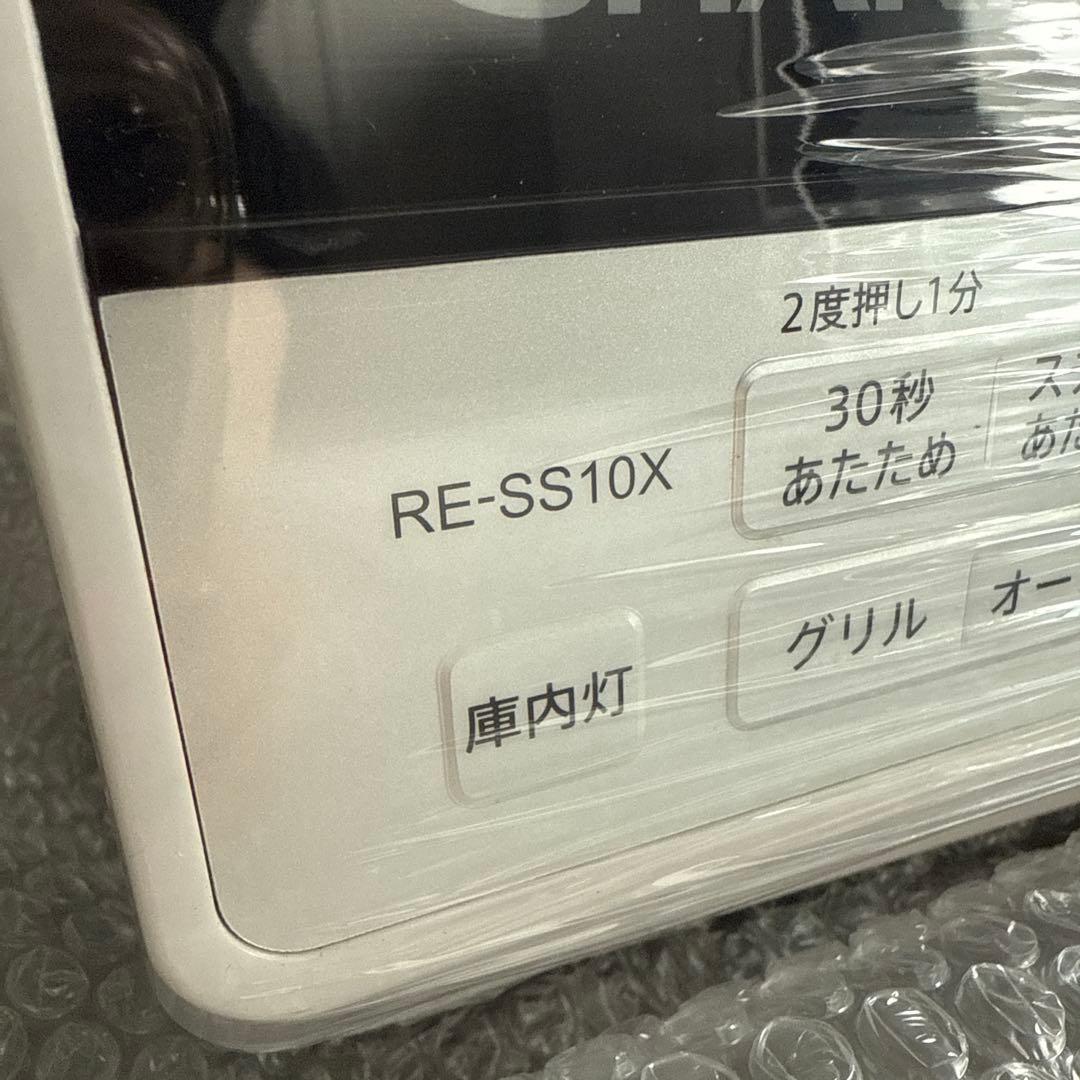 2度押し1分
30秒
あたため
RE-SS10X
グリル
庫内灯